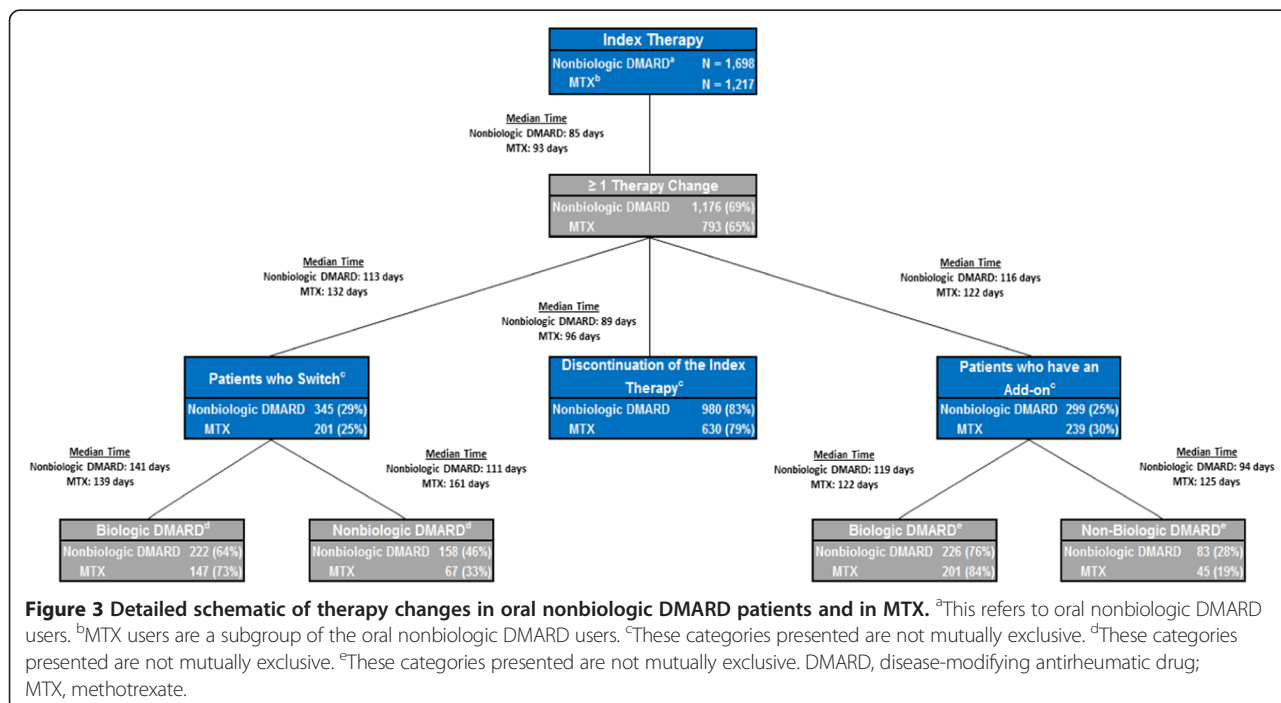 Index Therapy
Nonbiologic DMARDa N = 1,698
MTXb N = 1,217
Median Time
Nonbiologic DMARD: 85 days
MTX: 93 days
≥ 1 Therapy Change
Nonbiologic DMARD 1,176 (69%)
MTX 793 (65%)
Median Time
Nonbiologic DMARD: 113 days
MTX: 132 days
Median Time
Nonbiologic DMARD: 89 days
MTX: 96 days
Median Time
Nonbiologic DMARD: 116 days
MTX: 122 days
Patients who Switchc
Nonbiologic DMARD 345 (29%)
MTX 201 (25%)
Discontinuation of the Index
Therapyc
Nonbiologic DMARD 980 (83%)
MTX 630 (79%)
Patients who have an
Add-onc
Nonbiologic DMARD 299 (25%)
MTX 239 (30%)
Median Time
Nonbiologic DMARD: 141 days
MTX: 139 days
Median Time
Nonbiologic DMARD: 111 days
MTX: 161 days
Median Time
Nonbiologic DMARD: 119 days
MTX: 122 days
Median Time
Nonbiologic DMARD: 94 days
MTX: 125 days
Biologic DMARDd
Nonbiologic DMARD 222 (64%)
MTX 147 (73%)
Nonbiologic DMARDd
Nonbiologic DMARD 158 (46%)
MTX 67 (33%)
Biologic DMARDe
Nonbiologic DMARD 226 (76%)
MTX 201 (84%)
Non-Biologic DMARDe
Nonbiologic DMARD 83 (28%)
MTX 45 (19%)
Figure 3 Detailed schematic of therapy changes in oral nonbiologic DMARD patients and in MTX. aThis refers to oral nonbiologic DMARD
users. bMTX users are a subgroup of the oral nonbiologic DMARD users. cThese categories presented are not mutually exclusive. dThese categories
presented are not mutually exclusive. eThese categories presented are not mutually exclusive. DMARD, disease-modifying antirheumatic drug;
MTX, methotrexate.